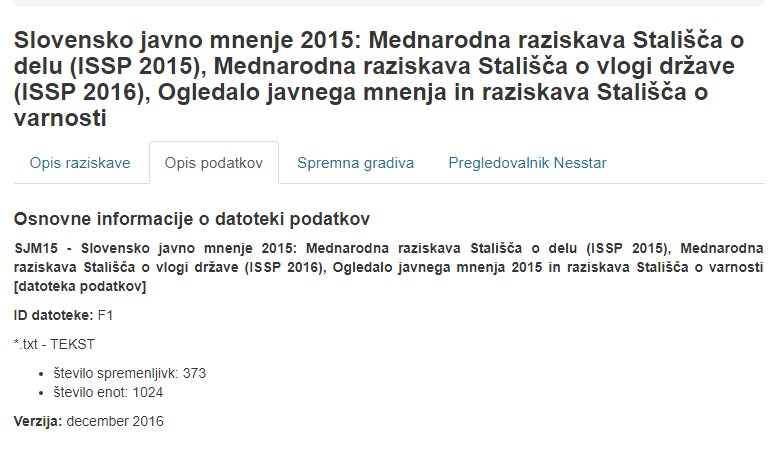 Slovensko javno mnenje 2015: Mednarodna raziskava Stališča o
delu (ISSP 2015), Mednarodna raziskava Stališča o vlogi države
(ISSP 2016), Ogledalo javnega mnenja in raziskava Stališča o
varnosti
Opis raziskave Opis podatkov Spremna gradiva Pregledovalnik Nesstar
Osnovne informacije o datoteki podatkov
SJM15 - Slovensko javno mnenje 2015: Mednarodna raziskava Stališča o delu (ISSP 2015), Mednarodna
raziskava Stališča o vlogi države (ISSP 2016), Ogledalo javnega mnenja 2015 in raziskava Stališča o varnosti
[datoteka podatkov]
ID datoteke: F1
*.txt - TEKST
• število spremenljivk: 373
• število enot: 1024
Verzija: december 2016